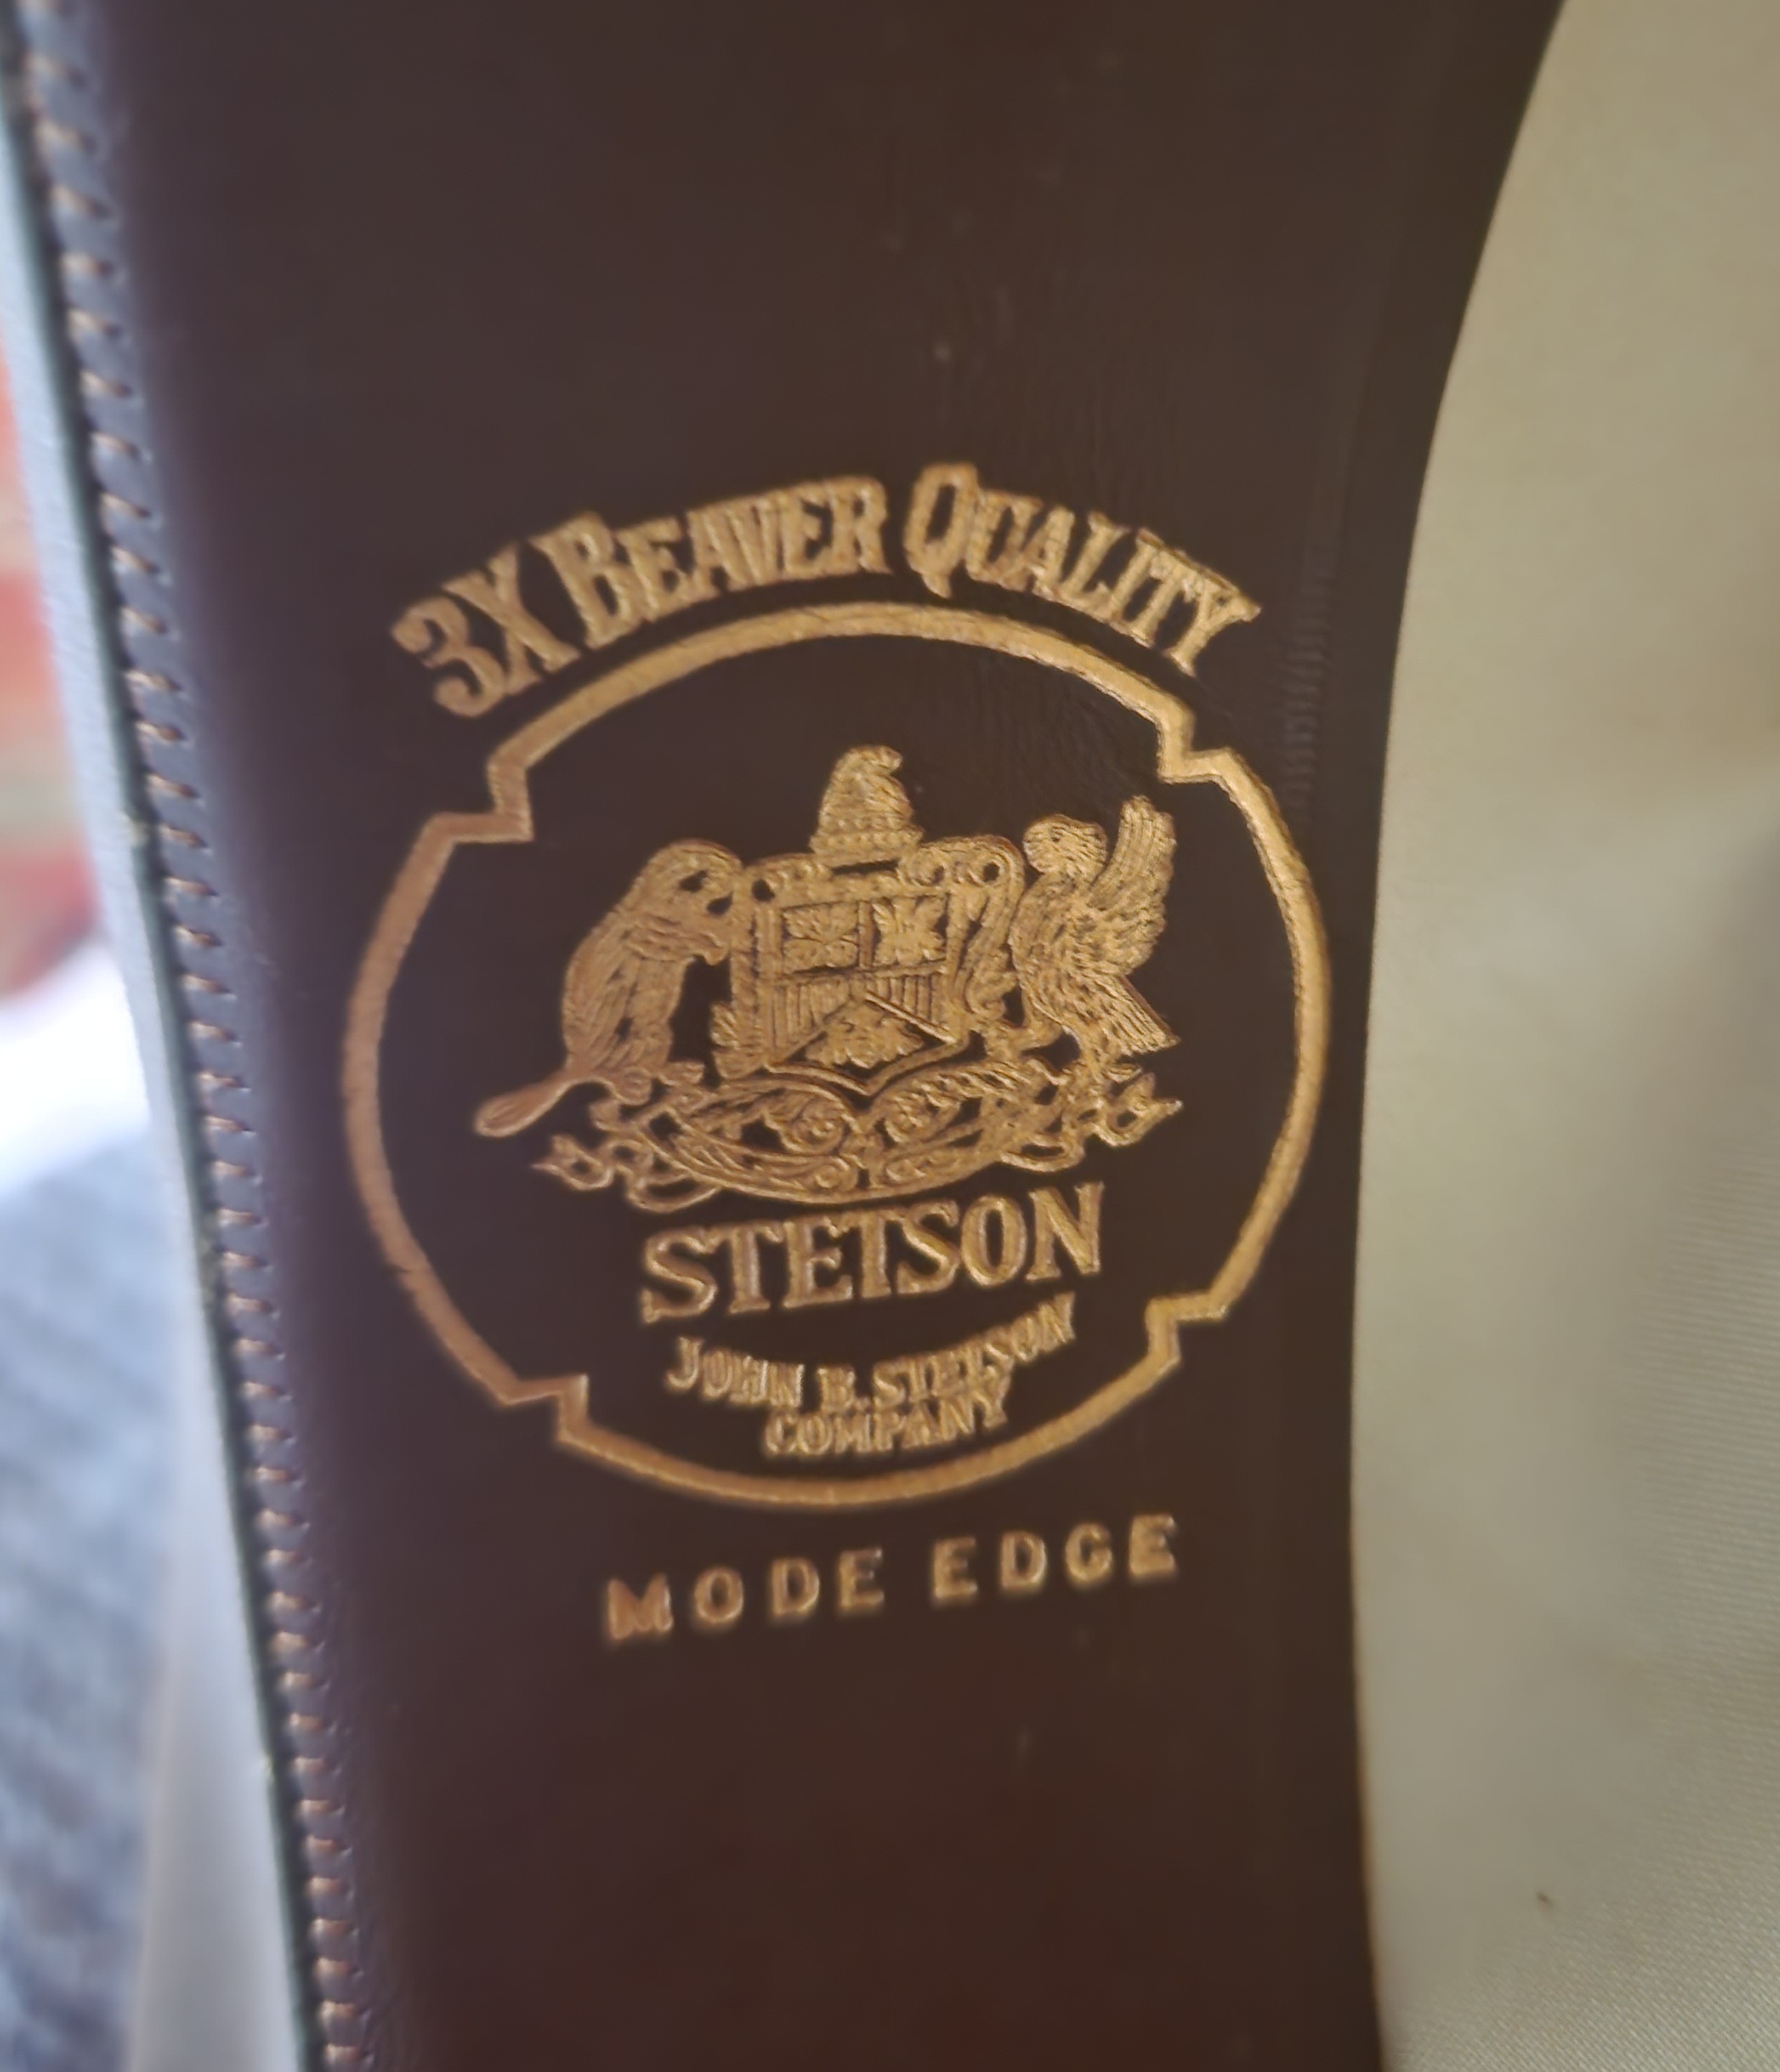 3X BEAVER QUALITY
STETSON
JOHN B. STETSON
COMPANY
MODE EDGE